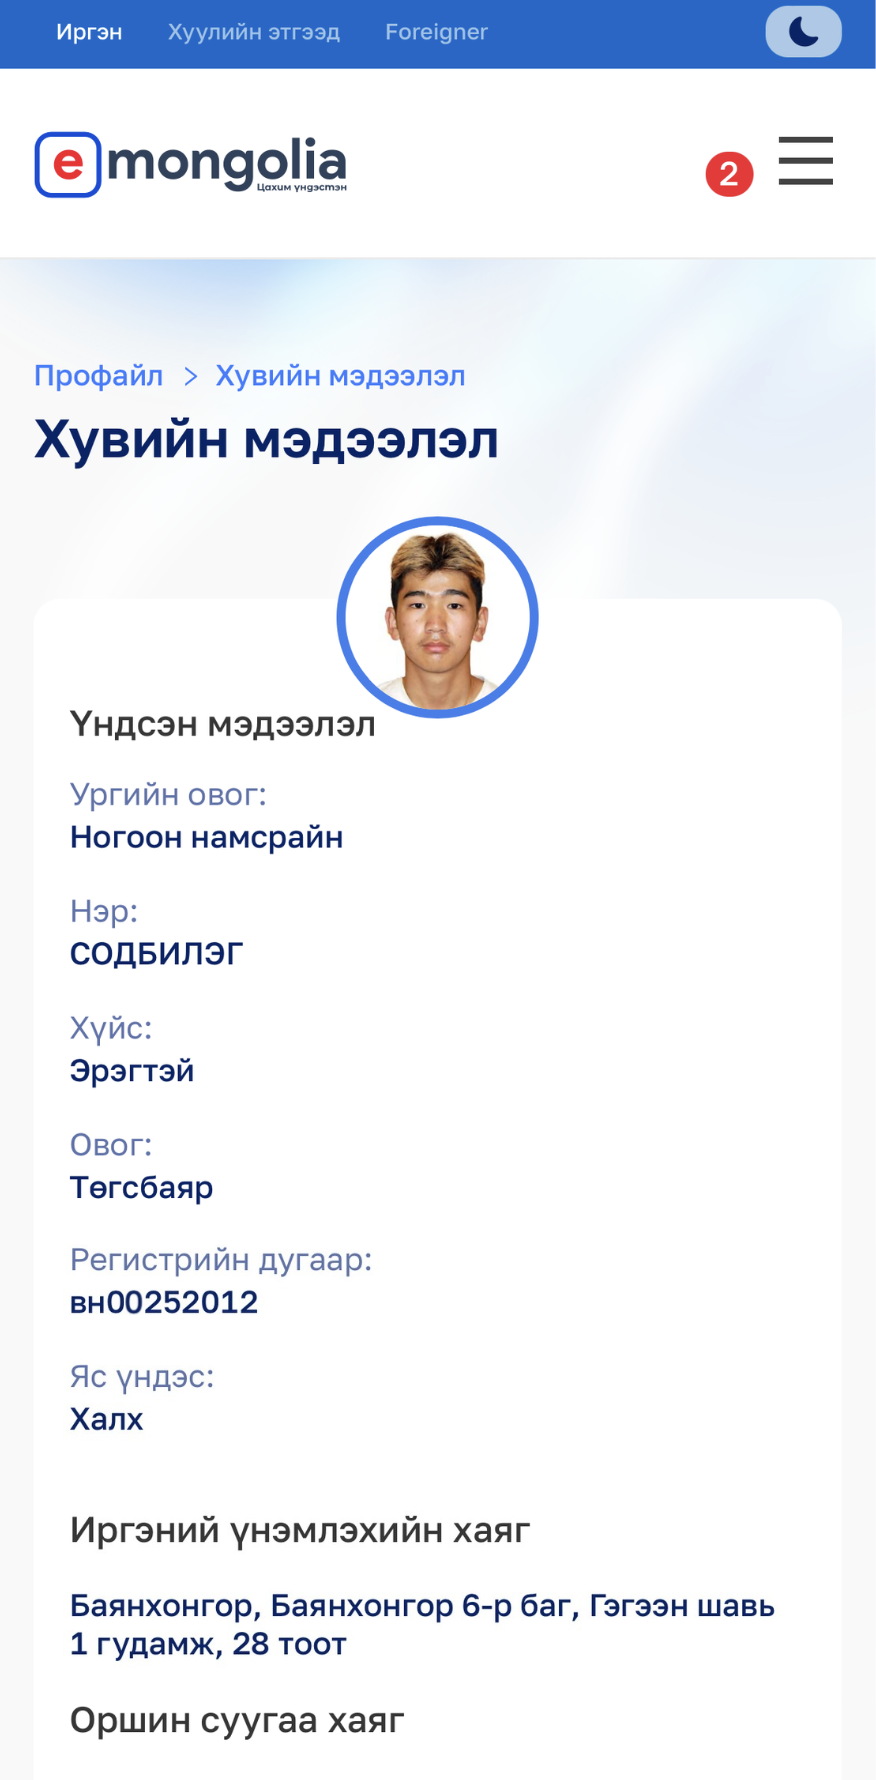 Иргэн Хуулийн этгээд Foreigner
e mongolia
Цахим үндэстэн
2
Профайл > Хувийн мэдээлэл
Хувийн мэдээлэл
Үндсэн мэдээлэл
Ургийн овог:
Ногоон намсрайн
Нэр:
СОДБИЛЭГ
Хүйс:
Эрэгтэй
Овог:
Төгсбаяр
Регистрийн дугаар:
вн00252012
Яс үндэс:
Халх
Иргэний үнэмлэхийн хаяг
Баянхонгор, Баянхонгор 6-р баг, Гэгээн шавь
1 гудамж, 28 тоот
Оршин суугаа хаяг